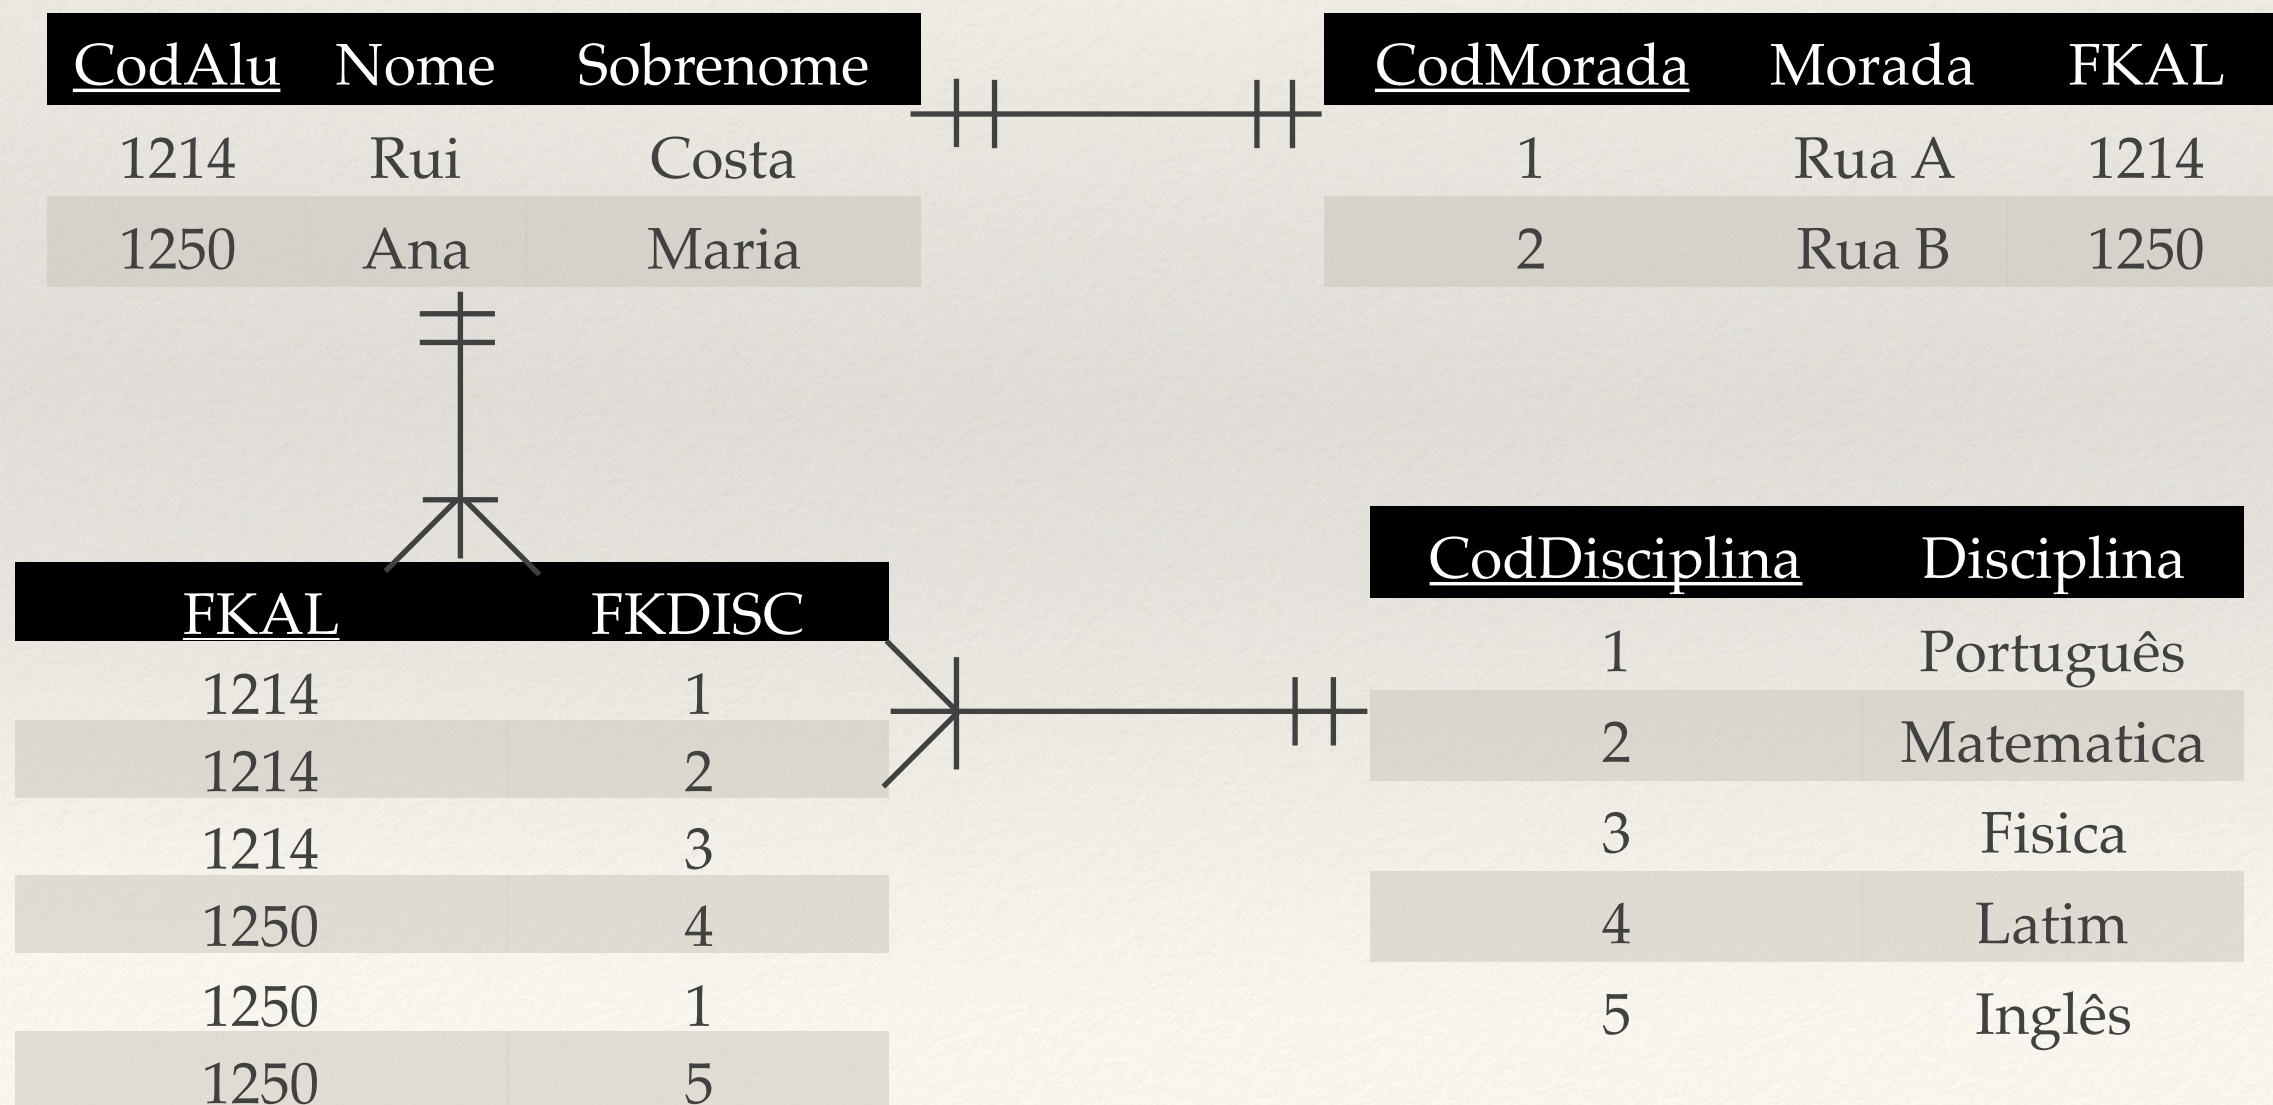 CodAlu Nome Sobrenome
1214 Rui Costa
1250 Ana Maria
CodMorada Morada FKAL
1 Rua A 1214
2 Rua B 1250
FKAL FKDISC
1214 1
1214 2
1214 3
1250 4
1250 1
1250 5
CodDisciplina Disciplina
1 Português
2 Matematica
3 Fisica
4 Latim
5 Inglês